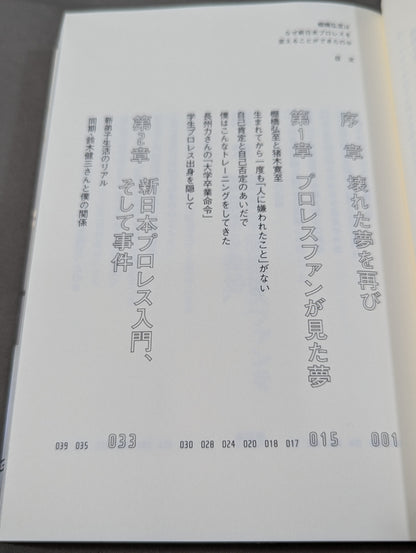 棚橋弘至は
なぜ新日本プロレスを
変えることができたのか
目次
序章 壊れた夢を再び 001
第1章 プロレスファンが見た夢 015
棚橋弘至と猪木寛至 017
生まれてから一度も「人に嫌われたこと」がない 018
自己肯定と自己否定のあいだで 020
僕はこんなトレーニングをしてきた 024
長州力さんの「大学卒業命令」 028
学生プロレス出身を隠して 030
第2章 新日本プロレス入門、
そして事件 033
新弟子生活のリアル 035
同期・鈴木健三さんと僕の関係 039